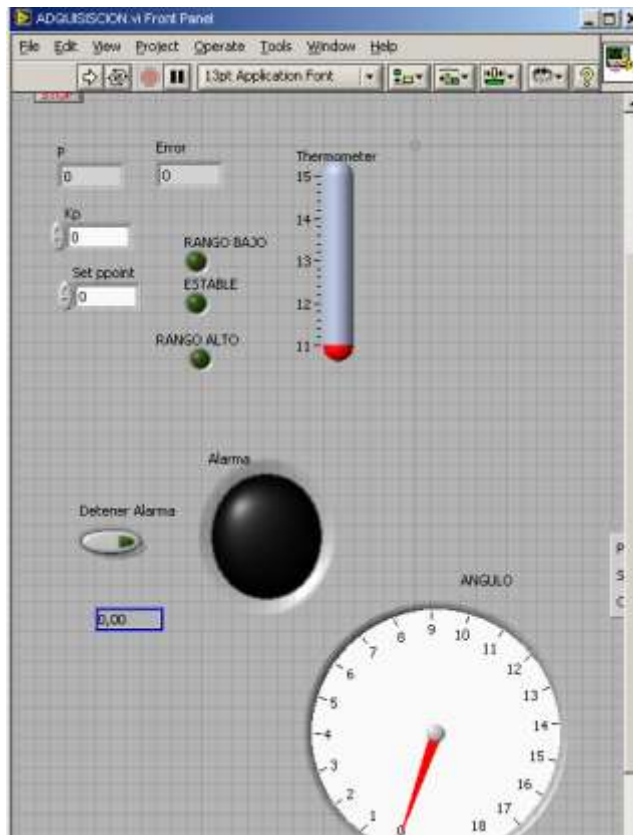 ADQUISISCION.vi Front Panel
File Edit View Project Operate Tools Window Help
13pt Application Font
P
0
Error
0
Thermometer
15
14
13
12
11
Kp
0
RANGO BAJO
Set ppoint
0
ESTABLE
RANGO ALTO
Alarma
Detener Alarma
0,00
ANGULO
P
S
C
0
1
2
3
4
5
6
7
8
9
10
11
12
13
14
15
16
17
18